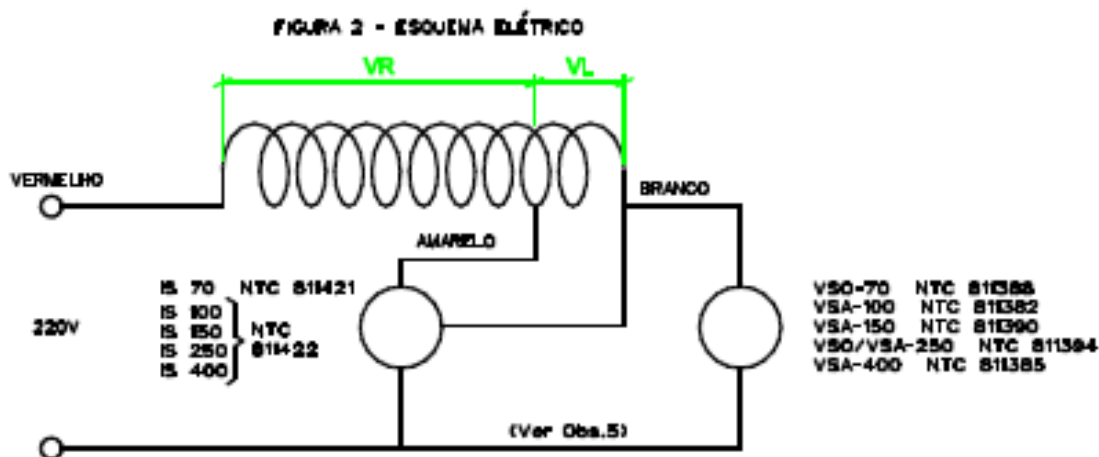 FIGURA 2 - ESQUEMA ELÉTRICO
VR
VL
VERMELHO
BRANCO
AMARELO
220V
IS 70 NTC 811421
IS 100
IS 150
IS 250
IS 400
NTC
811422
VSO-70 NTC 811388
VSA-100 NTC 811382
VSA-150 NTC 811390
VSO/VSA-250 NTC 811394
VSA-400 NTC 811385
(Ver Obs.5)